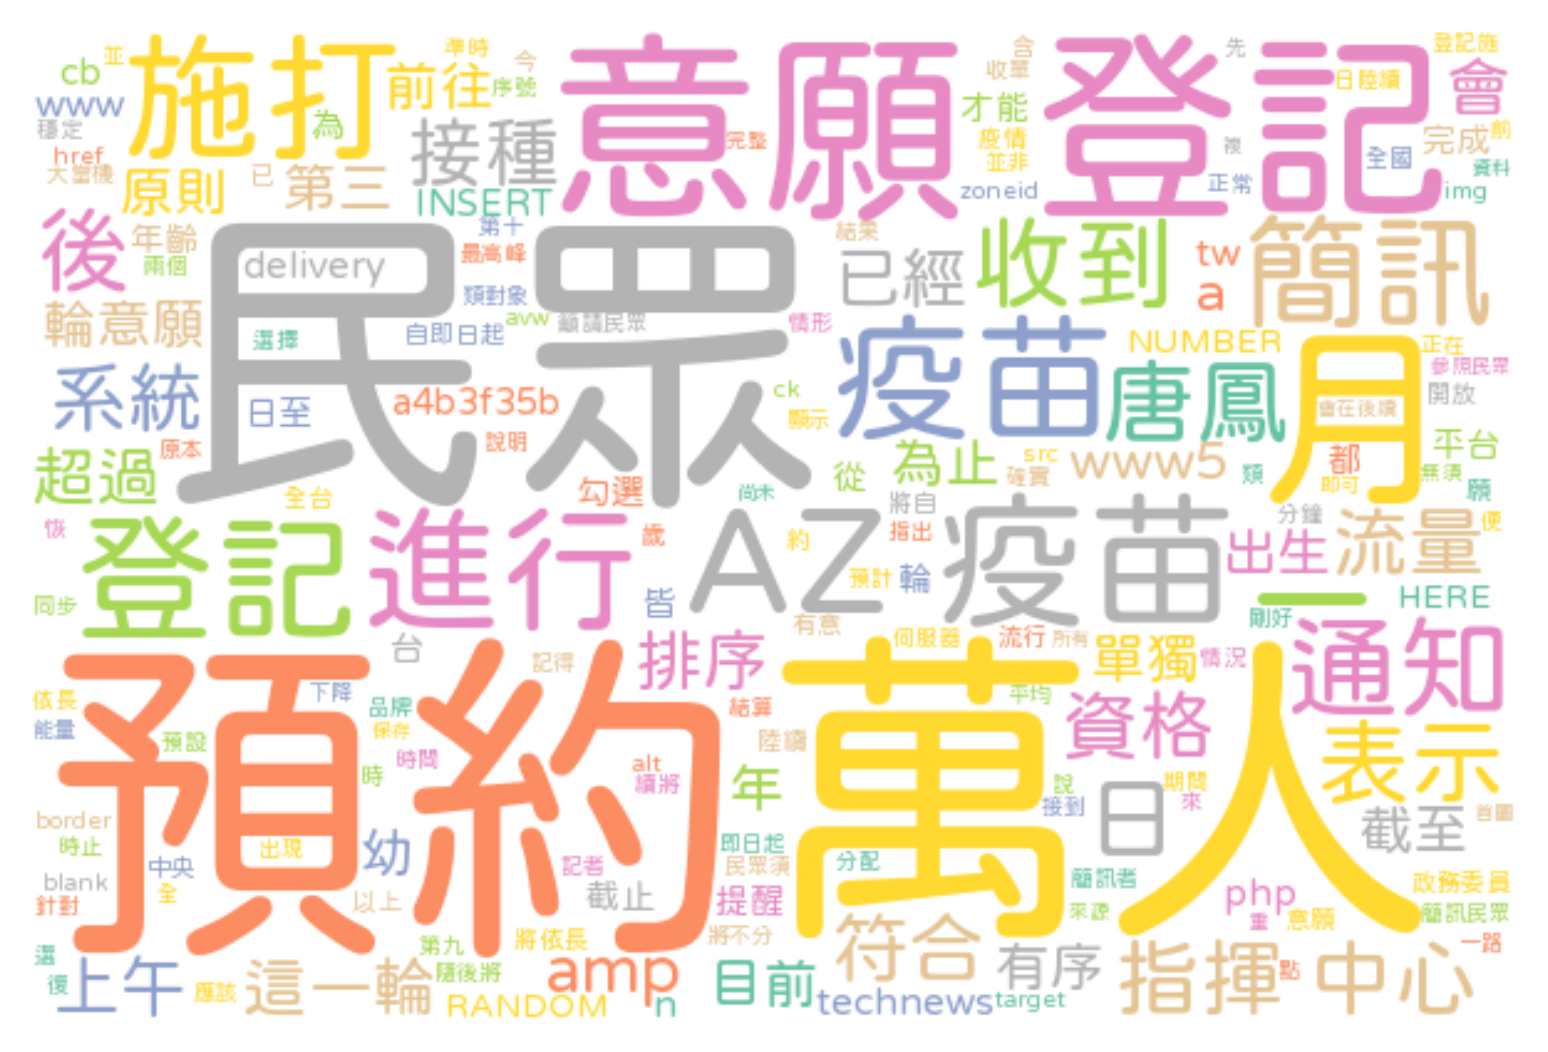 並
準時
今
含
先
登記施
cb
施打
前往
序號
意願登記
收單
日陸續
會
www
為
才能
穩定
接種
完整
疫情
複
全國
完成
前
href
並非
資料
大當機
已
第三
原則
INSERT
zoneid
正常
img
後
年齡
兩個
第十
最高峰
類對象
結果
已經
收到
tw
a
簡訊
delivery
民眾
輪意願
選擇
自即日起
avw
籲請民眾
情形
疫苗
NUMBER
唐鳳
月
正在
參照民眾
會在後續
開放
系統
日至
a4b3f35b
ck
顯示
原本
說明
超過
全台
勾選
尚未
從
為止
src
確實
www5
類
都
即可
平台
無須
願
恢
登記
進行
歲
AZ疫苗
將自
指出
約
預計
輪
分鐘
出生
流量
便
同步
皆
有意
一
HERE
剛好
台
記得
排序
伺服器
流行
所有
單獨
情況
通知
預約
萬人
依長
能量
下降
品牌
保存
預設
時間
時
alt
續將
結算
陸續
年
平均
資格
表示
說
接到
日
期間
來
截至
首圖
border
時止
出現
中央
幼
blank
全
針對
以上
記者
截止
即日起
民眾須
提醒
分配
簡訊者
來源
php
重
意願
政務委員
簡訊民眾
選
復
上午
應該
這一輪
第九
隨後將
將依長
將不分
amp
n
RANDOM
目前
符合
technews
有序
target
指揮中心
點
一路